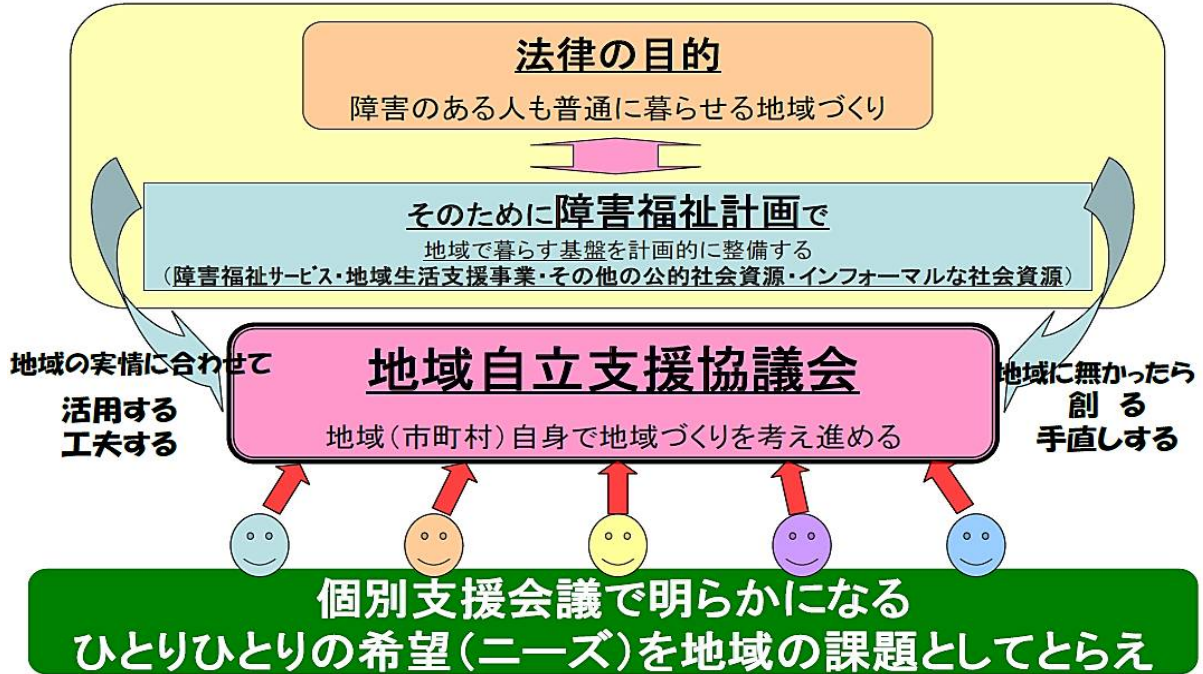 法律の目的
障害のある人も普通に暮らせる地域づくり
そのために障害福祉計画で
地域で暮らす基盤を計画的に整備する
（障害福祉サービス・地域生活支援事業・その他の公的社会資源・インフォーマルな社会資源）
地域の実情に合わせて
活用する
工夫する
地域自立支援協議会
地域（市町村）自身で地域づくりを考え進める
地域に無かったら
創 る
手直しする
個別支援会議で明らかになる
ひとりひとりの希望（ニーズ）を地域の課題としてとらえ